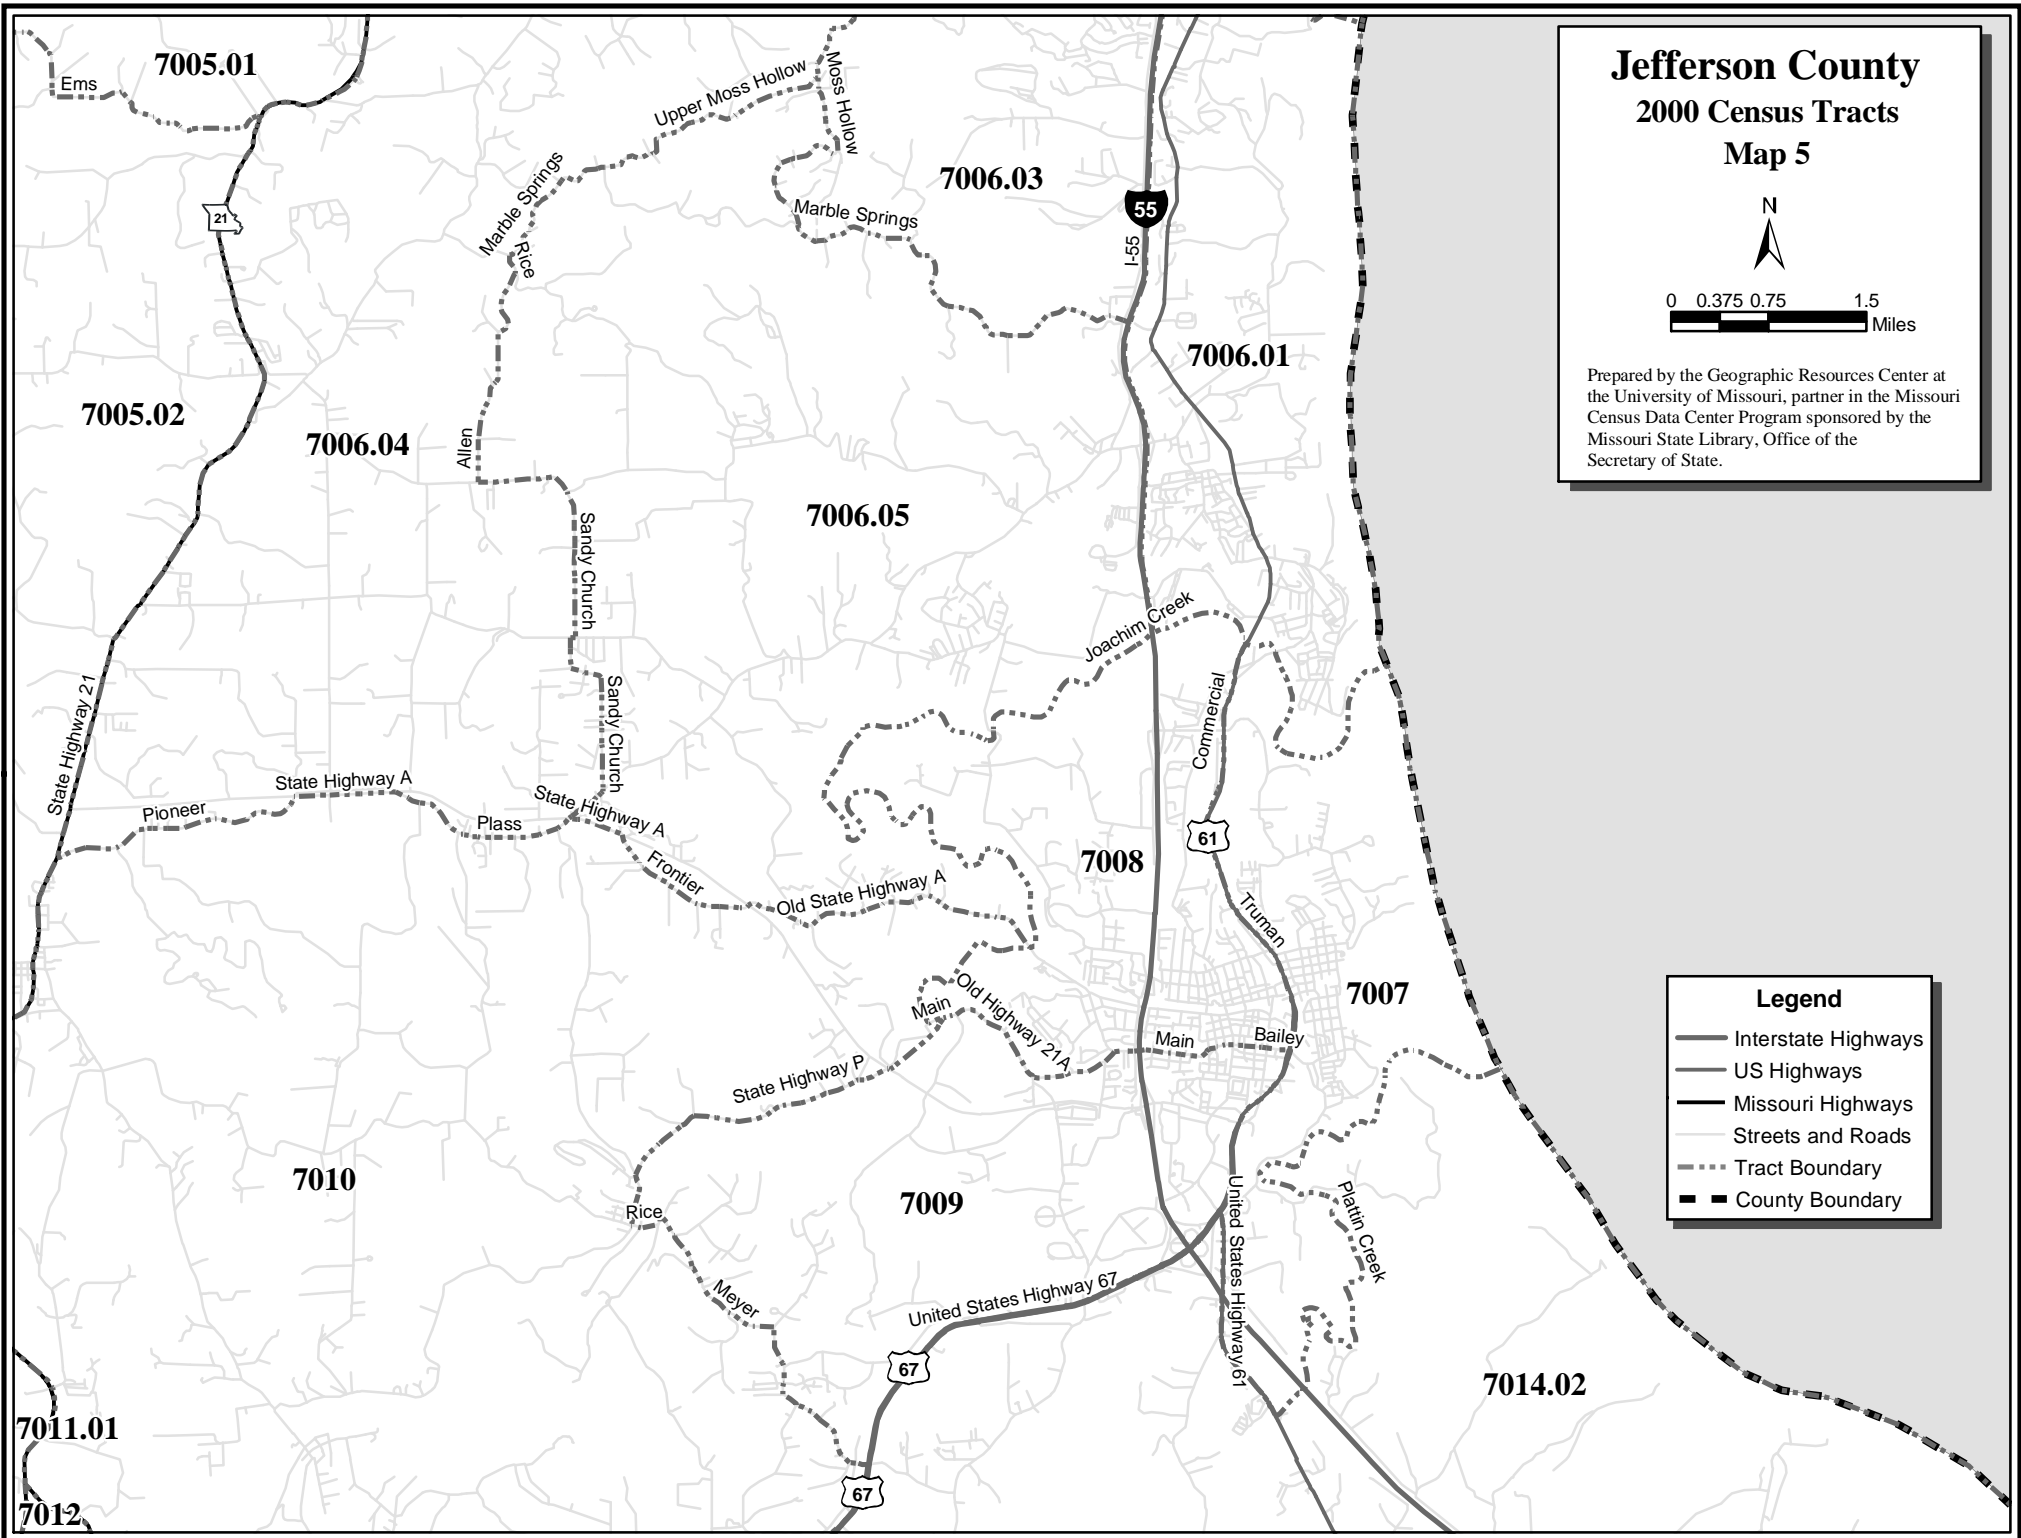 Jefferson County
2000 Census Tracts
Map 5
N
0 0.375 0.75 1.5
Miles
Prepared by the Geographic Resources Center at
the University of Missouri, partner in the Missouri
Census Data Center Program sponsored by the
Missouri State Library, Office of the
Secretary of State.
7005.01
Ems
Upper Moss Hollow
Moss Hollow
Marble Springs
Rice
7006.03
Marble Springs
21
55
I-55
7006.01
7005.02
7006.04
Allen
7006.05
Sandy Church
Joachim Creek
Sandy Church
Commercial
State Highway 21
State Highway A
Pioneer
Plass
State Highway A
Frontier
Old State Highway A
7008
61
Truman
7007
Main
Old Highway 21A
Main
Bailey
State Highway P
7010
Rice
7009
Meyer
United States Highway 67
United States Highway 61
Plattin Creek
67
67
7014.02
7011.01
7012
Legend
Interstate Highways
US Highways
Missouri Highways
Streets and Roads
Tract Boundary
County Boundary